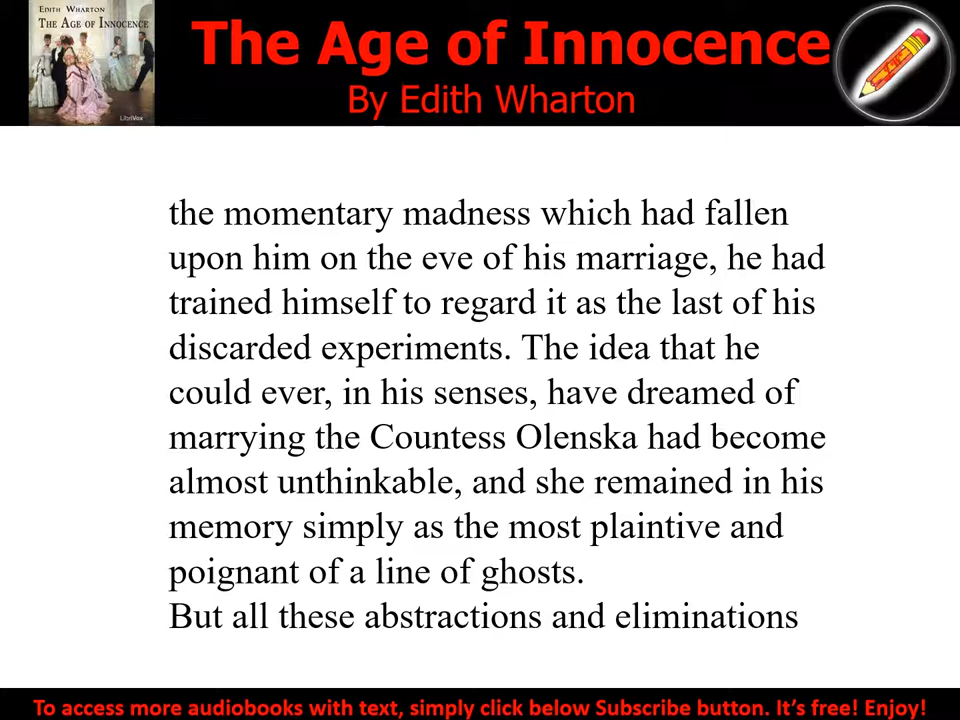 EDITH WHARTON
THE AGE OF INNOCENCE
LibriVox
The Age of Innocence
By Edith Wharton
the momentary madness which had fallen
upon him on the eve of his marriage, he had
trained himself to regard it as the last of his
discarded experiments. The idea that he
could ever, in his senses, have dreamed of
marrying the Countess Olenska had become
almost unthinkable, and she remained in his
memory simply as the most plaintive and
poignant of a line of ghosts.
But all these abstractions and eliminations
To access more audiobooks with text, simply click below Subscribe button. It’s free! Enjoy!